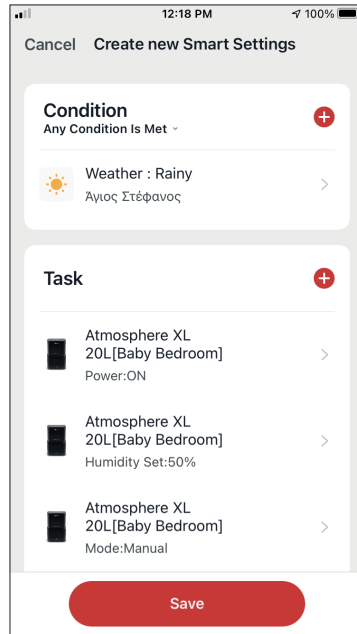 12:18 PM
100%
Cancel
Create new Smart Settings
Condition
Any Condition Is Met
Weather : Rainy
Άγιος Στέφανος
Task
Atmosphere XL
20L[Baby Bedroom]
Power:ON
Atmosphere XL
20L[Baby Bedroom]
Humidity Set:50%
Atmosphere XL
20L[Baby Bedroom]
Mode:Manual
Save